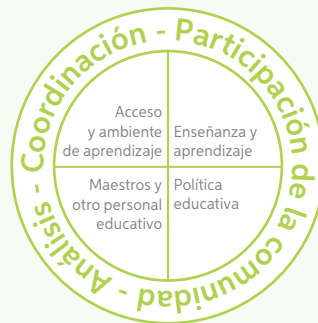 Coordinación - Participación de la comunidad - Análisis -
Acceso
y ambiente
de aprendizaje
Enseñanza y
aprendizaje
Maestros y
otro personal
educativo
Política
educativa